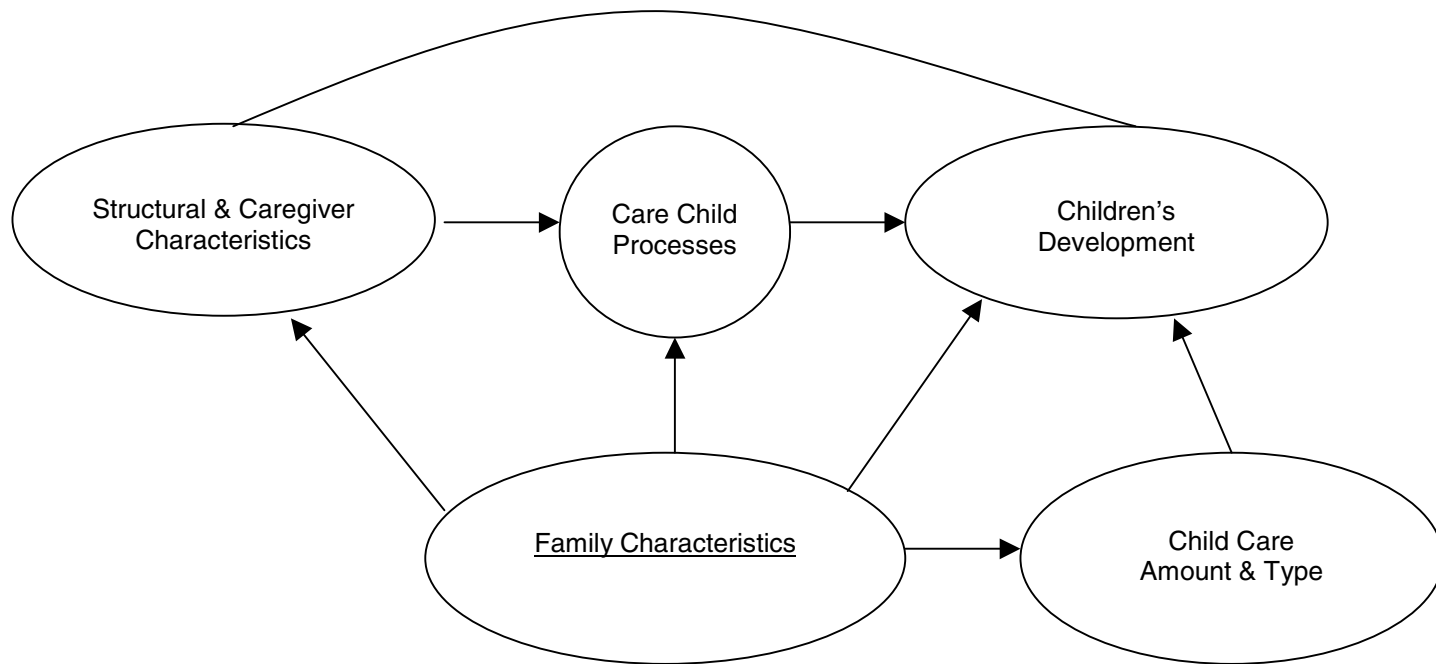 Structural & Caregiver
Characteristics
Care Child
Processes
Children’s
Development
Family Characteristics
Child Care
Amount & Type